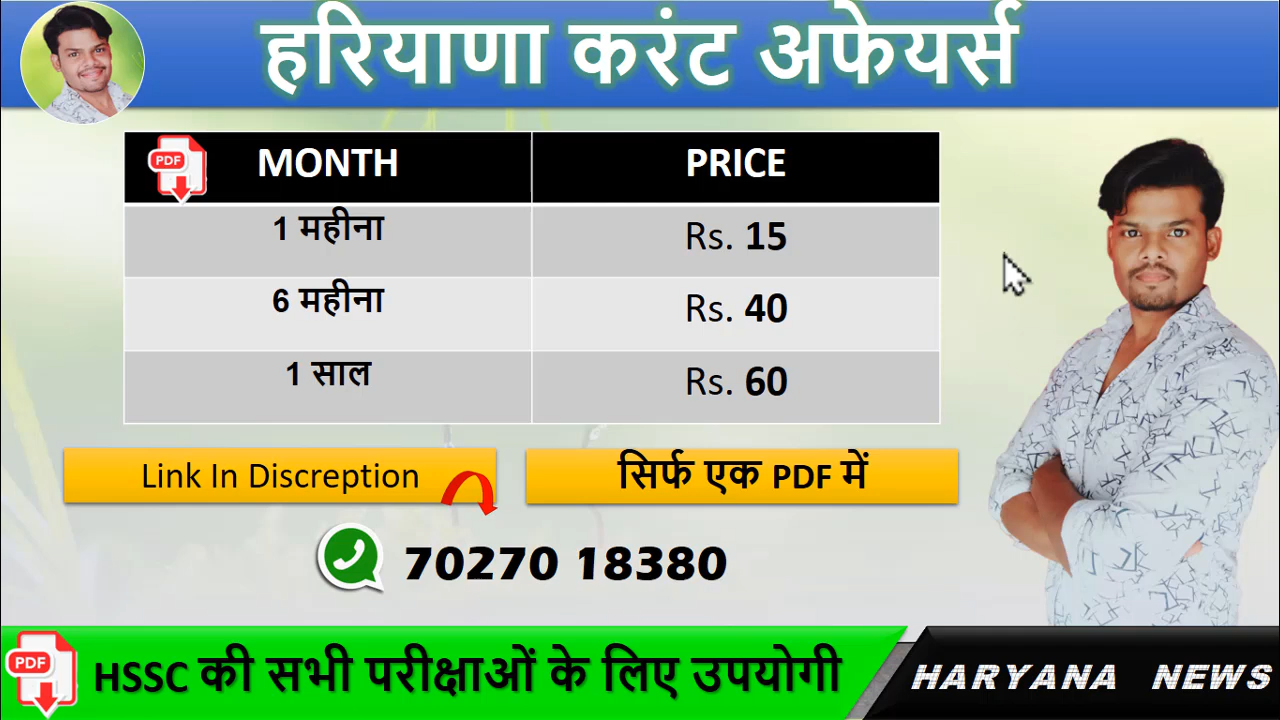 हरियाणा करंट अफेयर्स
PDF MONTH PRICE
1 महीना Rs. 15
6 महीना Rs. 40
1 साल Rs. 60
Link In Discreption सिर्फ एक PDF में
70270 18380
PDF HSSC की सभी परीक्षाओं के लिए उपयोगी HARYANA NEWS